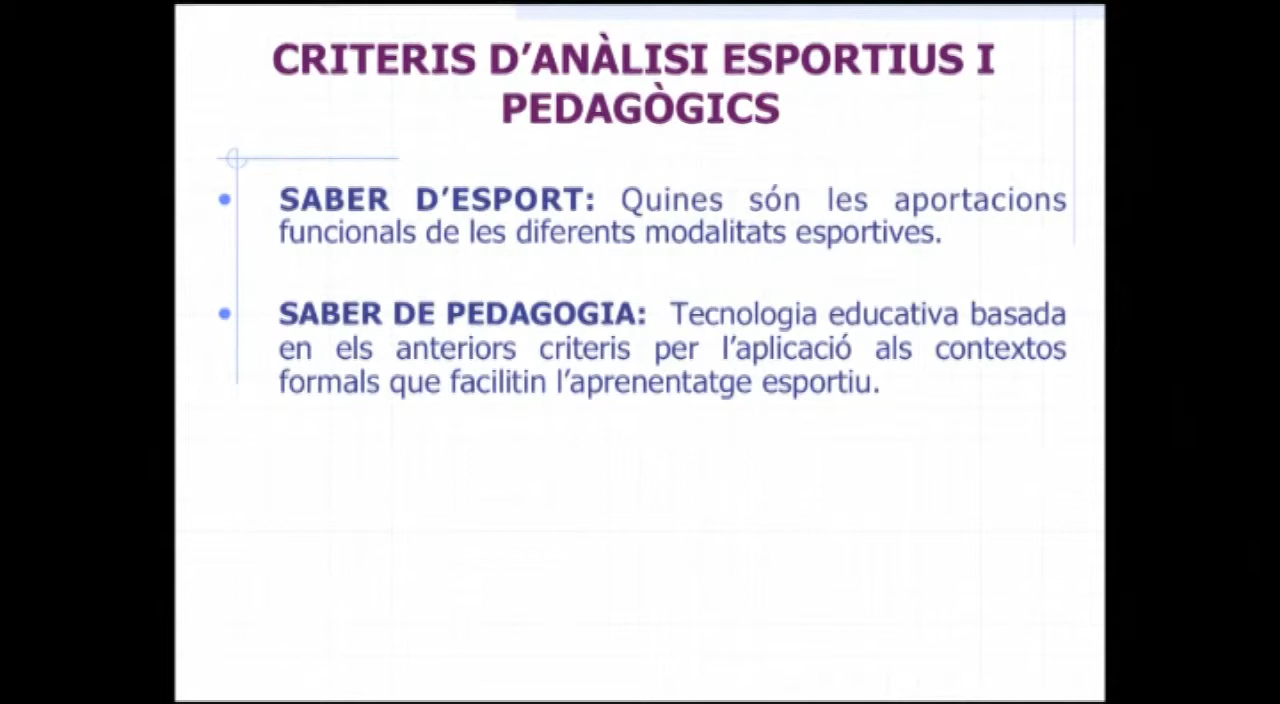 CRITERIS D'ANÀLISI ESPORTIUS I
PEDAGÒGICS
• SABER D'ESPORT: Quines són les aportacions
funcionals de les diferents modalitats esportives.
• SABER DE PEDAGOGIA: Tecnologia educativa basada
en els anteriors criteris per l'aplicació als contextos
formals que facilitin l'aprenentatge esportiu.